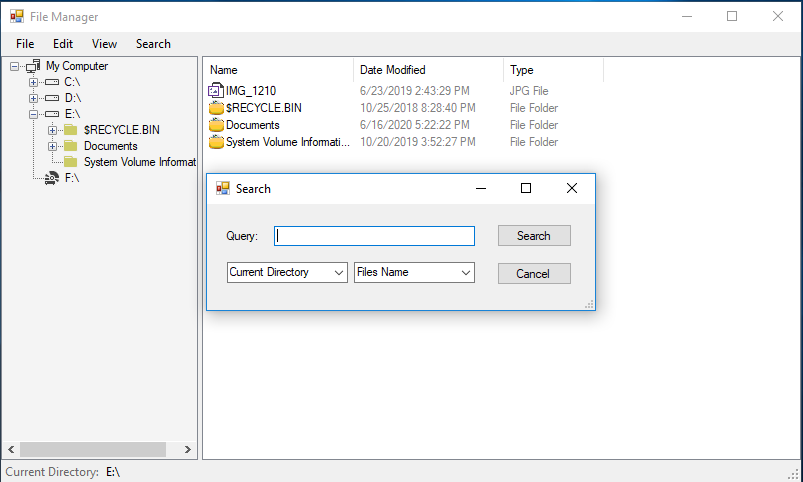 File Manager
File Edit View Search
My Computer
C:\
D:\
E:\
$RECYCLE.BIN
Documents
System Volume Informat
F:\
Name Date Modified Type
IMG_1210 6/23/2019 2:43:29 PM JPG File
$RECYCLE.BIN 10/25/2018 8:28:40 PM File Folder
Documents 6/16/2020 5:22:22 PM File Folder
System Volume Informati... 10/20/2019 3:52:27 PM File Folder
Search
Query: Search
Current Directory Files Name Cancel
Current Directory: E:\